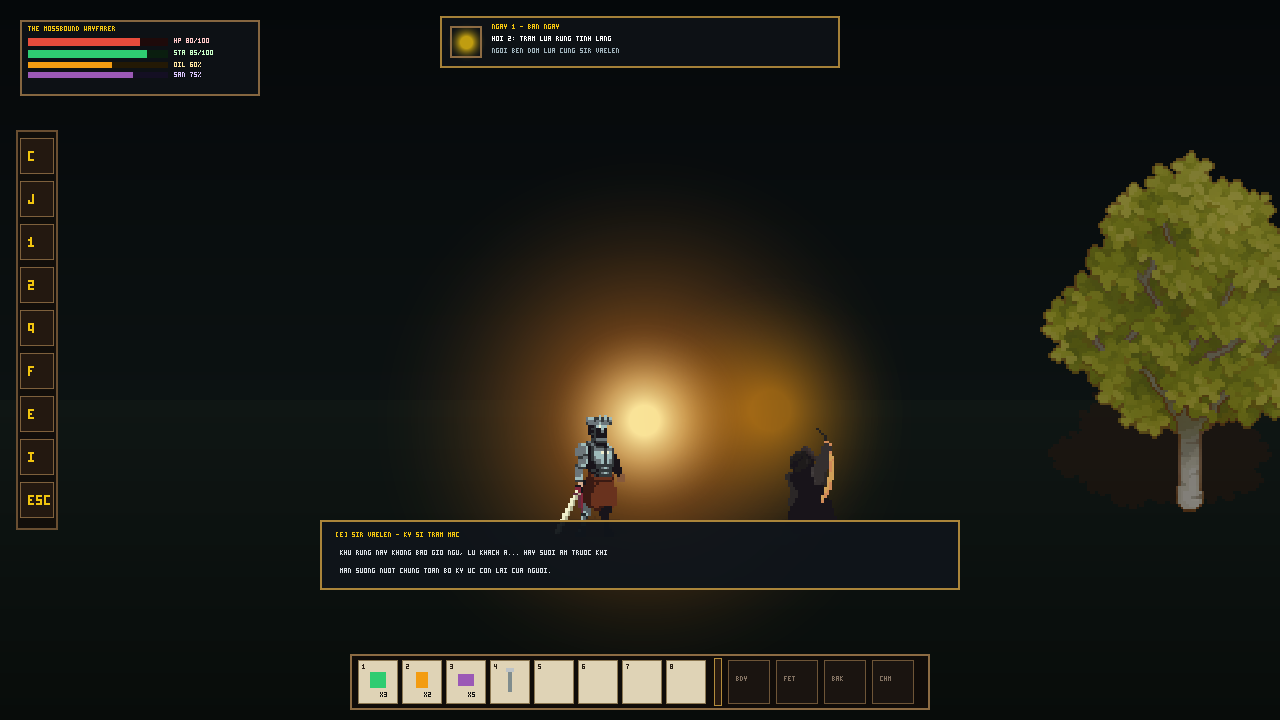 THE MOSSBOUND WAYFARER
HP 80/100
STA 85/100
OIL 60%
SAN 75%
NGAY 1 - BAN NGAY
HOI 2: TRAM LUA RUNG TINH LANG
NGOI BEN DOM LUA CUNG SIR VAELEN
C
J
1
2
Q
F
E
I
ESC
[E] SIR VAELEN - KY SI TRAM MAC
KHU RUNG NAY KHONG BAO GIO NGU, LU KHACH A... HAY SUOI AM TRUOC KHI
MAN SUONG NUOT CHUNG TOAN BO KY UC CON LAI CUA NGUOI.
1 2 3 4 5 6 7 8
X3 X2 X5
BDY FET BAK CHM